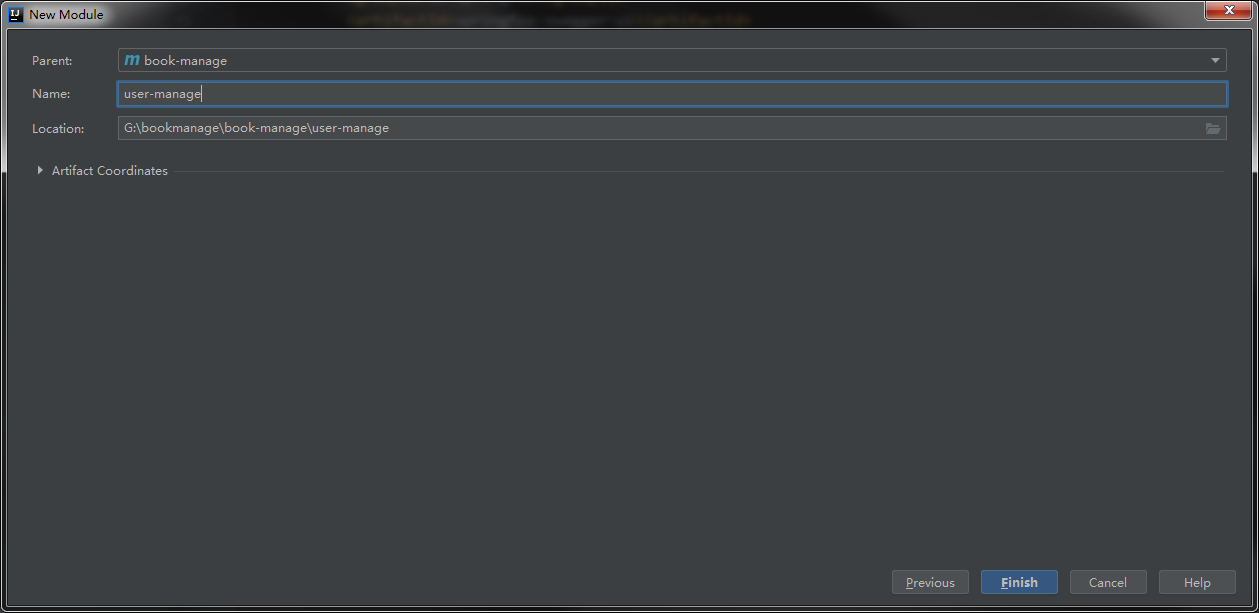 New Module
Parent: book-manage
Name: user-manage
Location: G:\bookmanage\book-manage\user-manage
Artifact Coordinates
Previous Finish Cancel Help